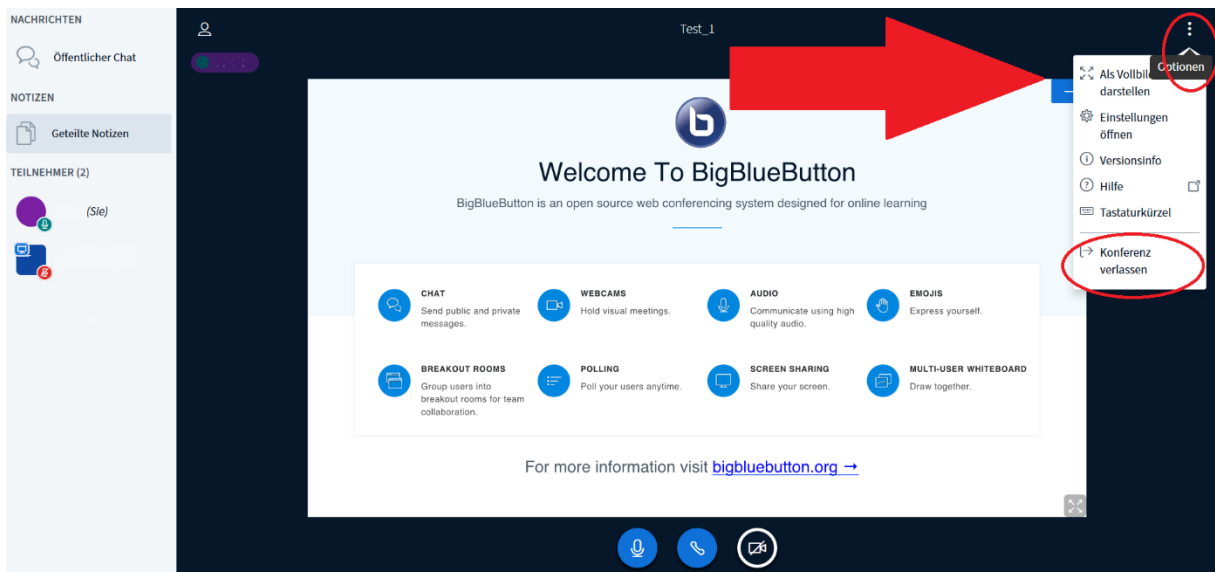 NACHRICHTEN
Öffentlicher Chat
NOTIZEN
Geteilte Notizen
TEILNEHMER (2)
(Sie)
Test_1
Optionen
Als Vollbil
darstellen
Einstellungen
öffnen
Versionsinfo
Hilfe
Tastaturkürzel
Konferenz
verlassen
Welcome To BigBlueButton
BigBlueButton is an open source web conferencing system designed for online learning
CHAT
Send public and private
messages.
WEBCAMS
Hold visual meetings.
AUDIO
Communicate using high
quality audio.
EMOJIS
Express yourself.
BREAKOUT ROOMS
Group users into
breakout rooms for team
collaboration.
POLLING
Poll your users anytime.
SCREEN SHARING
Share your screen.
MULTI-USER WHITEBOARD
Draw together.
For more information visit bigbluebutton.org →